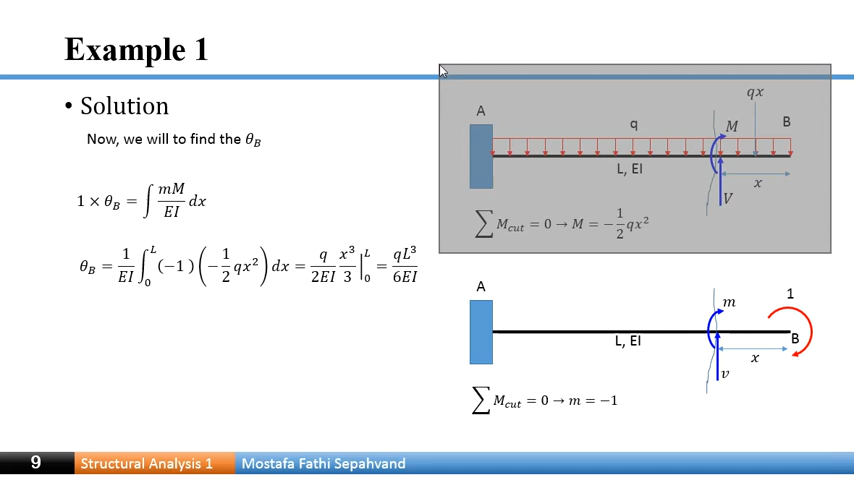 Example 1
• Solution
Now, we will to find the θ_B
1 × θ_B = ∫ mM/EI dx
θ_B = 1/EI ∫₀ᴸ (−1)(−1/2 qx²) dx = q/2EI x³/3 |₀ᴸ = qL³/6EI
qx
A
q
M
B
L, EI
x
V
∑ M_cut = 0 → M = −1/2 qx²
A
m
1
L, EI
B
x
v
∑ M_cut = 0 → m = −1
9
Structural Analysis 1
Mostafa Fathi Sepahvand